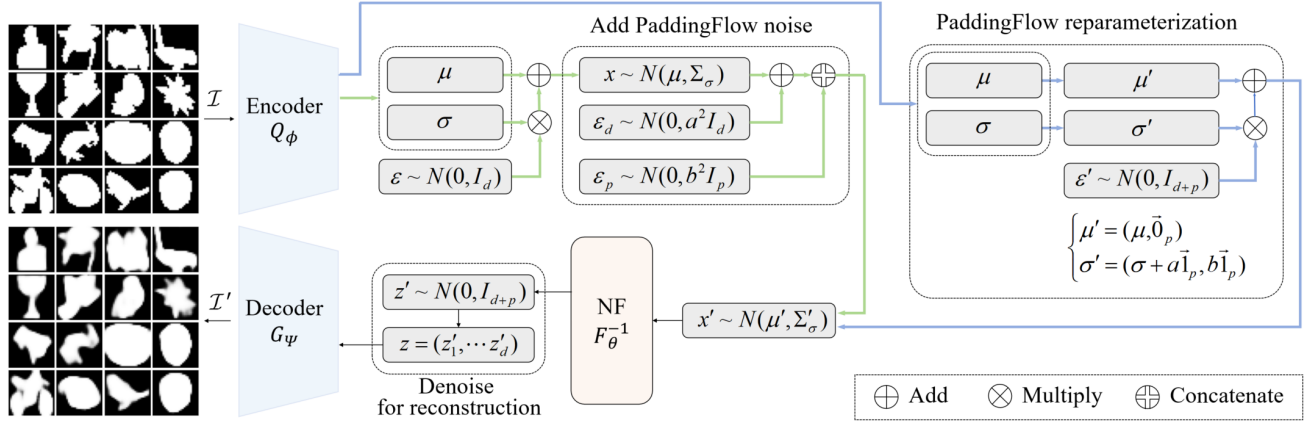 Add PaddingFlow noise
PaddingFlow reparameterization
ℐ
Encoder
Q_ϕ
μ
σ
ε ~ N(0, I_d)
x ~ N(μ, Σ_σ)
ε_d ~ N(0, a²I_d)
ε_p ~ N(0, b²I_p)
μ
μ′
σ
σ′
ε′ ~ N(0, I_{d+p})
μ′ = (μ, 0⃗_p)
σ′ = (σ + a1⃗_p, b1⃗_p)
ℐ′
Decoder
G_Ψ
z′ ~ N(0, I_{d+p})
z = (z′_1, ⋯ z′_d)
Denoise
for reconstruction
NF
F_θ^{-1}
x′ ~ N(μ′, Σ′_σ)
Add
Multiply
Concatenate